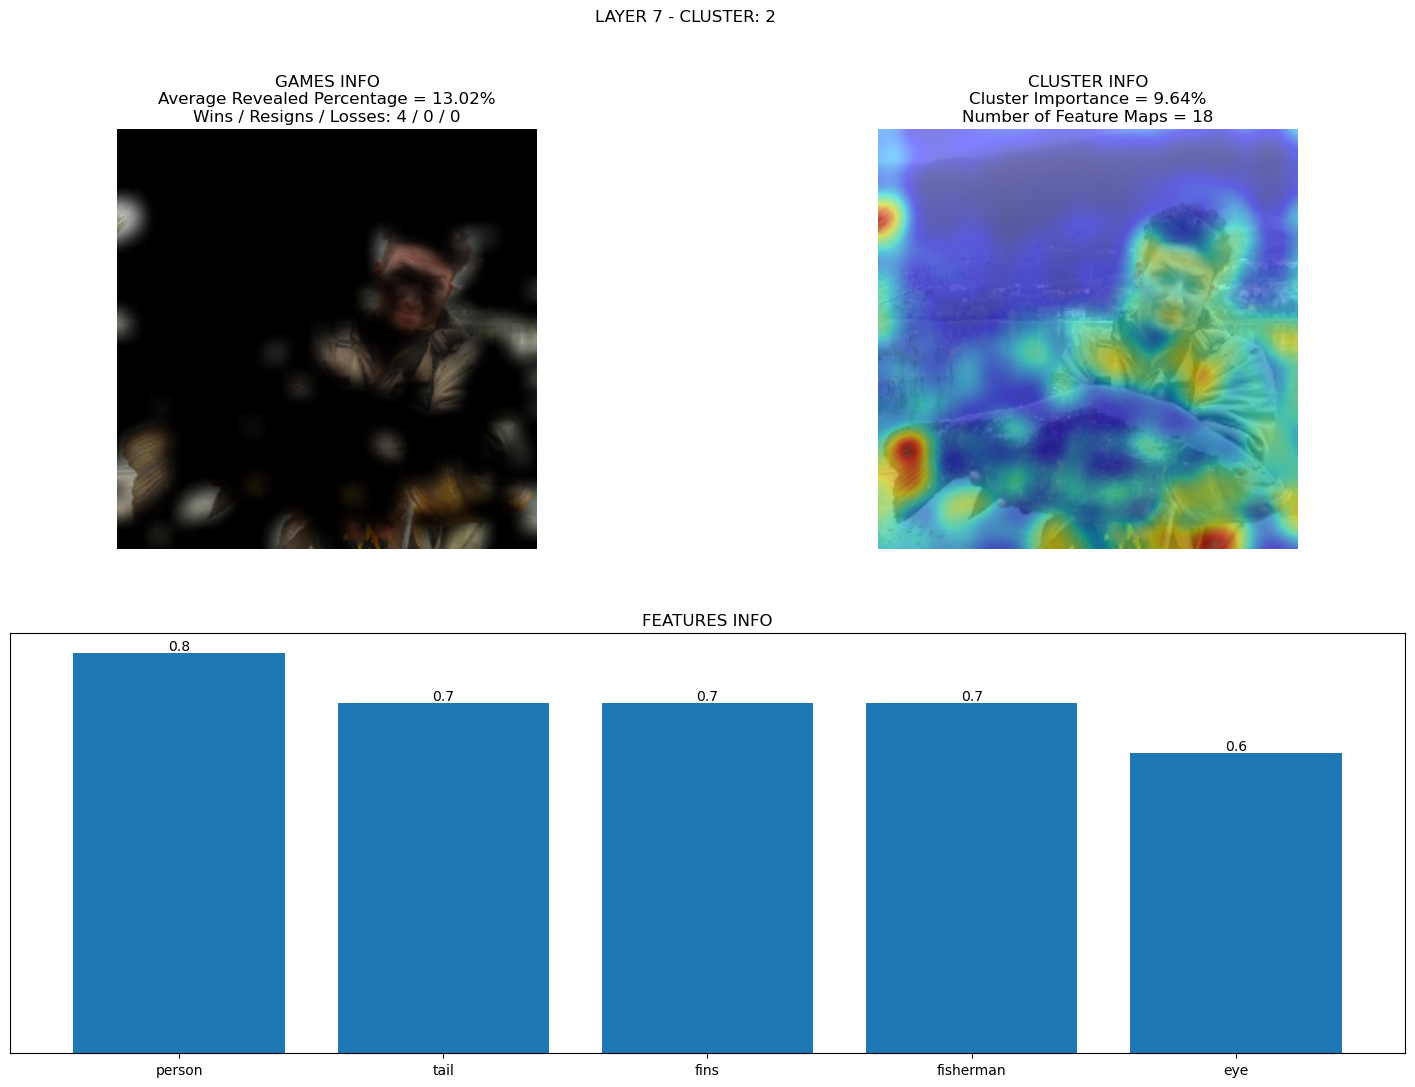 LAYER 7 - CLUSTER: 2
GAMES INFO
Average Revealed Percentage = 13.02%
Wins / Resigns / Losses: 4 / 0 / 0
CLUSTER INFO
Cluster Importance = 9.64%
Number of Feature Maps = 18
FEATURES INFO
0.8
0.7
0.7
0.7
0.6
person
tail
fins
fisherman
eye